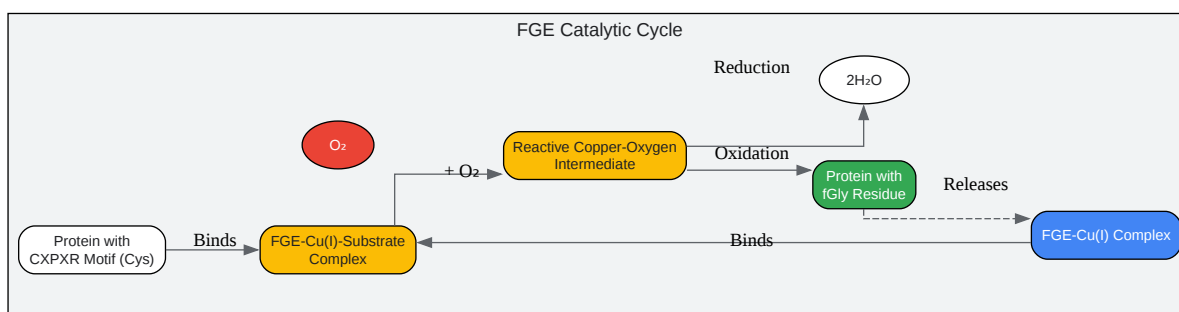 FGE Catalytic Cycle
Reduction
2H₂O
O₂
Reactive Copper-Oxygen
Intermediate
Oxidation
+ O₂
Protein with
fGly Residue
Releases
Protein with
CXPXR Motif (Cys)
Binds
FGE-Cu(I)-Substrate
Complex
Binds
FGE-Cu(I) Complex